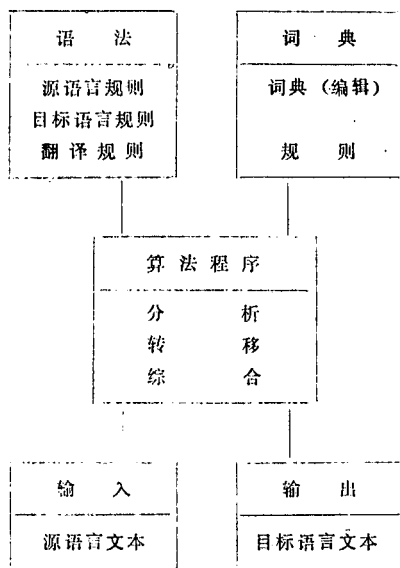 语法
源语言规则
目标语言规则
翻译规则
词典
词典(编辑)
规则
算法程序
分析
转移
综合
输入
源语言文本
输出
目标语言文本